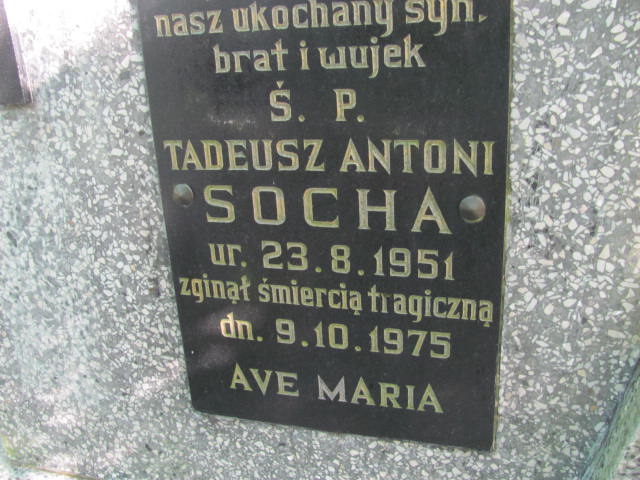 nasz ukochany syn,
brat i wujek
Ś. P.
TADEUSZ ANTONI
SOCHA
ur. 23.8.1951
zginął śmiercią tragiczną
dn. 9.10.1975
AVE MARIA